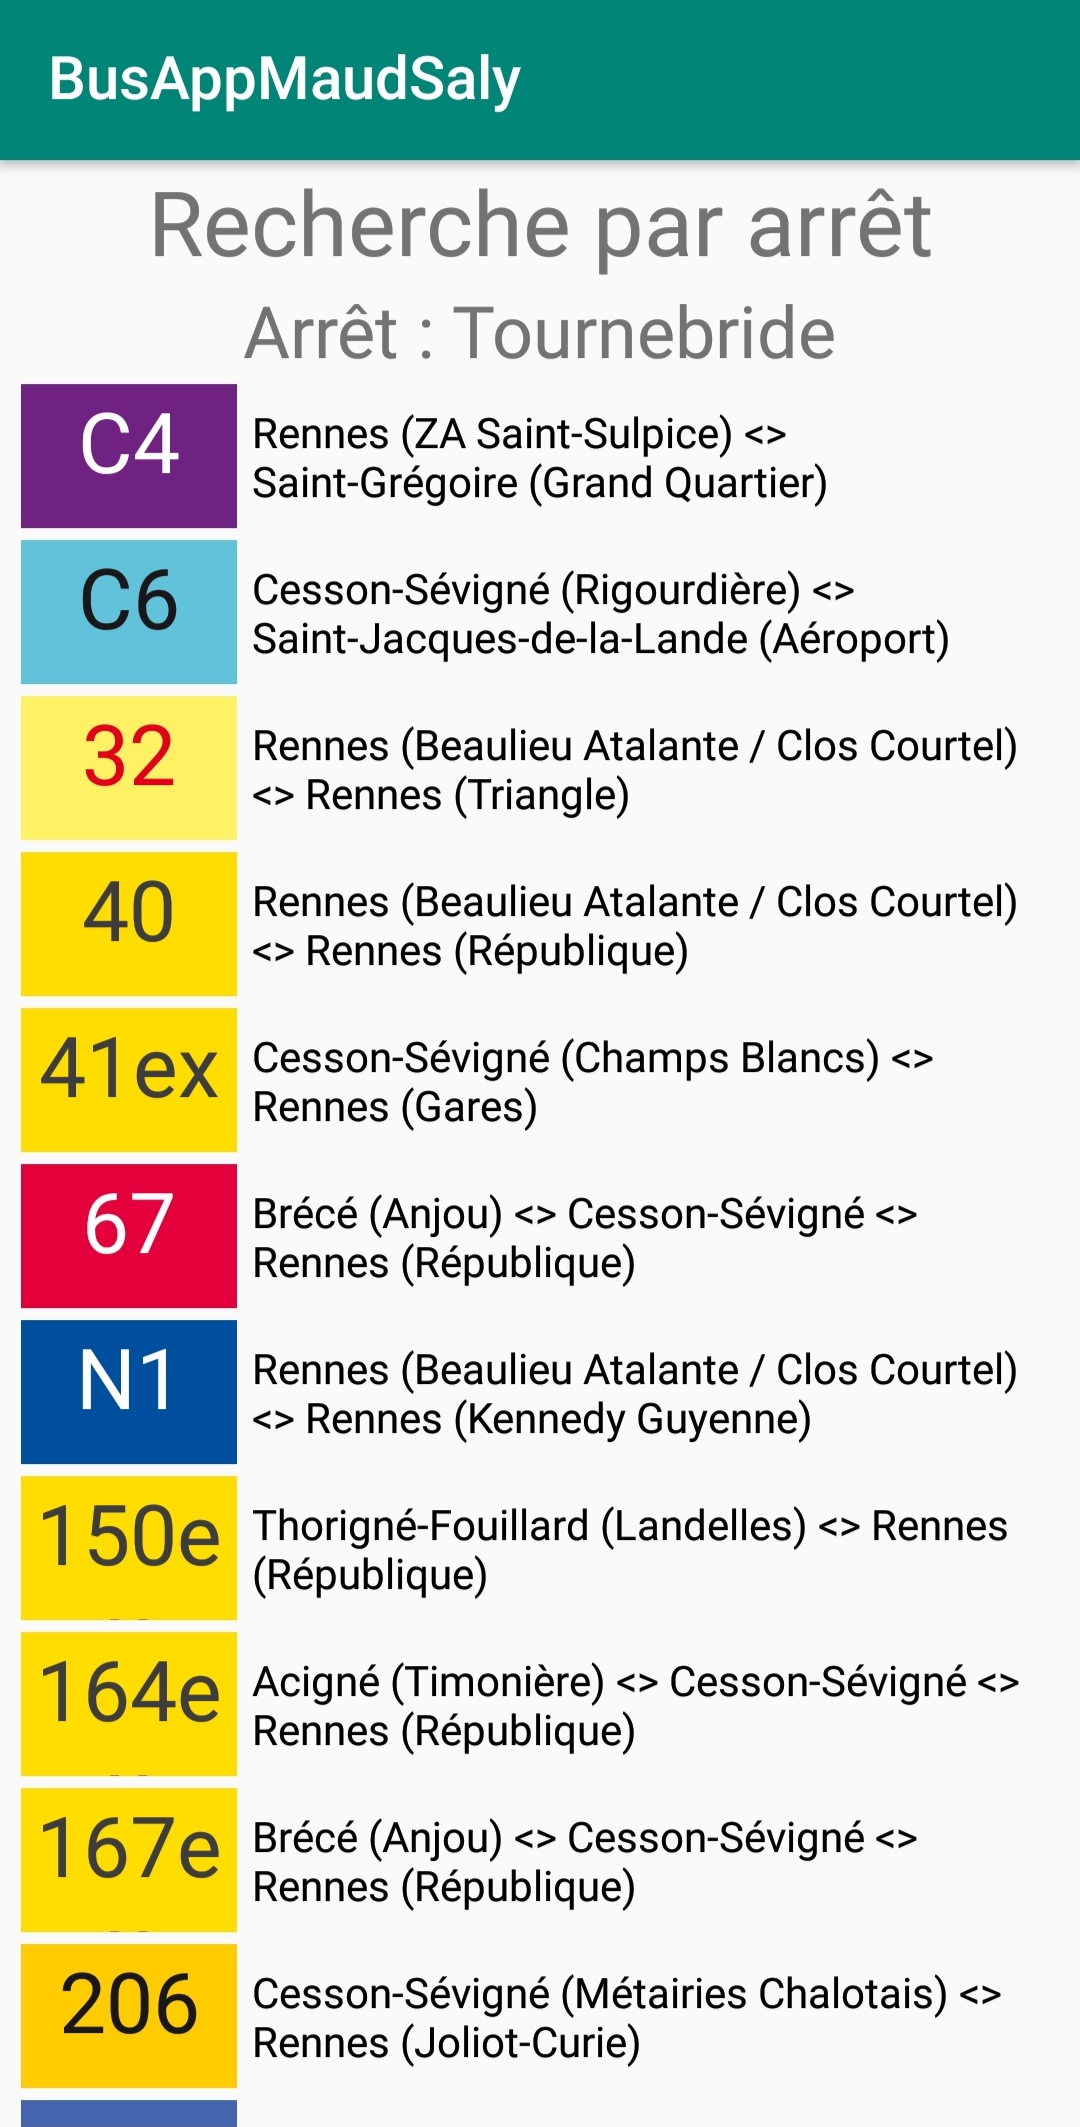 BusAppMaudSaly
Recherche par arrêt
Arrêt : Tournebride
C4
Rennes (ZA Saint-Sulpice) <>
Saint-Grégoire (Grand Quartier)
C6
Cesson-Sévigné (Rigourdière) <>
Saint-Jacques-de-la-Lande (Aéroport)
32
Rennes (Beaulieu Atalante / Clos Courtel)
<> Rennes (Triangle)
40
Rennes (Beaulieu Atalante / Clos Courtel)
<> Rennes (République)
41ex
Cesson-Sévigné (Champs Blancs) <>
Rennes (Gares)
67
Brécé (Anjou) <> Cesson-Sévigné <>
Rennes (République)
N1
Rennes (Beaulieu Atalante / Clos Courtel)
<> Rennes (Kennedy Guyenne)
150e
Thorigné-Fouillard (Landelles) <> Rennes
(République)
164e
Acigné (Timonière) <> Cesson-Sévigné <>
Rennes (République)
167e
Brécé (Anjou) <> Cesson-Sévigné <>
Rennes (République)
206
Cesson-Sévigné (Métairies Chalotais) <>
Rennes (Joliot-Curie)